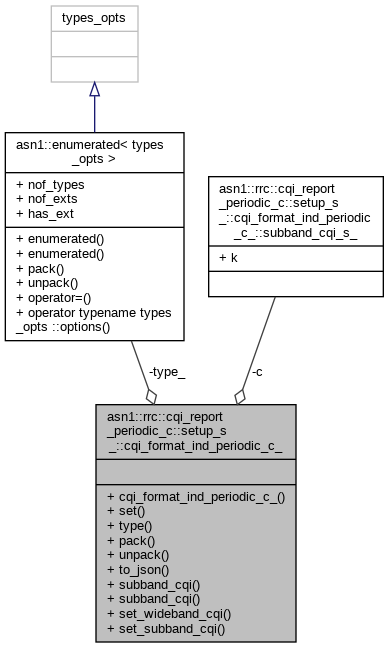 types_opts
asn1::enumerated< types
_opts >
+ nof_types
+ nof_exts
+ has_ext
+ enumerated()
+ enumerated()
+ pack()
+ unpack()
+ operator=()
+ operator typename types
_opts ::options()
asn1::rrc::cqi_report
_periodic_c::setup_s
_::cqi_format_ind_periodic
_c_::subband_cqi_s_
+ k
-type_
-c
asn1::rrc::cqi_report
_periodic_c::setup_s
_::cqi_format_ind_periodic_c_
+ cqi_format_ind_periodic_c_()
+ set()
+ type()
+ pack()
+ unpack()
+ to_json()
+ subband_cqi()
+ subband_cqi()
+ set_wideband_cqi()
+ set_subband_cqi()